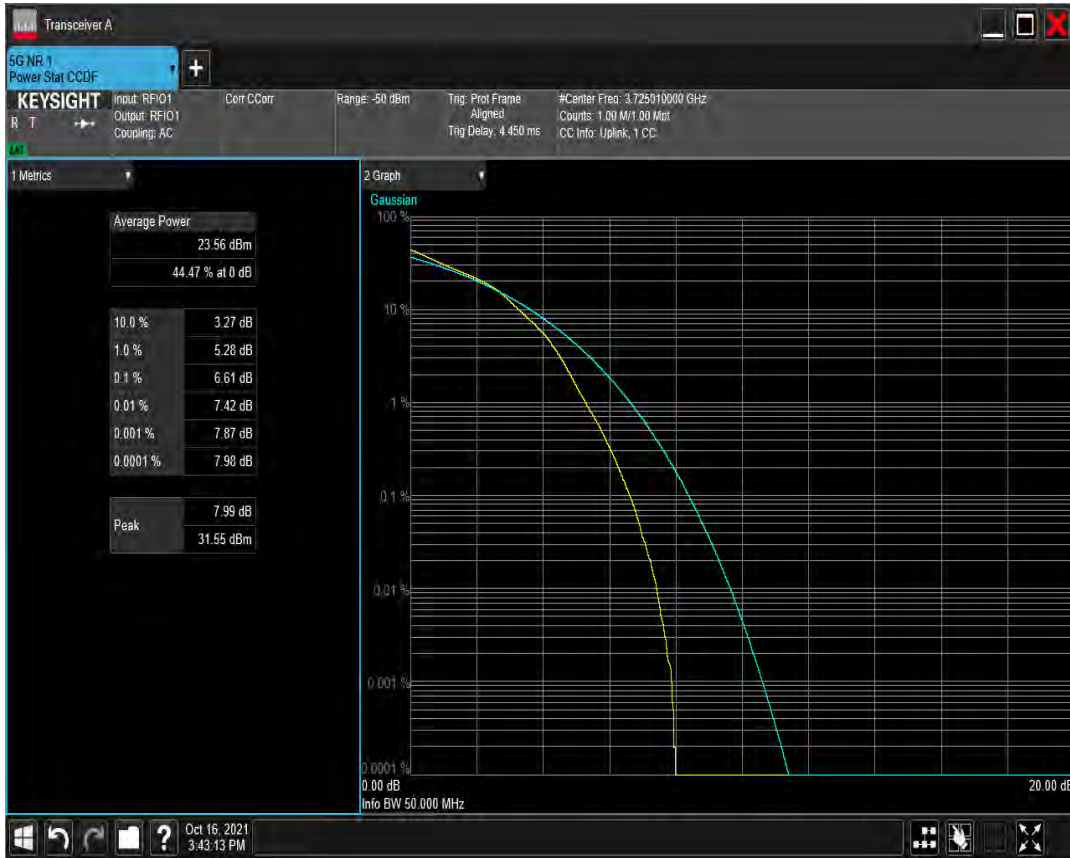 Transceiver A
5G NR 1
Power Stat CCDF
+
KEYSIGHT
R T
LXI
Input: RFIO1
Output: RFIO1
Coupling: AC
Corr CCorr
Range: -50 dBm
Trig: Prot Frame
Aligned
Trig Delay: 4.450 ms
#Center Freq: 3.725010000 GHz
Counts: 1.00 M/1.00 Mpt
CC Info: Uplink, 1 CC
1 Metrics
Average Power
23.56 dBm
44.47 % at 0 dB
10.0 % 3.27 dB
1.0 % 5.28 dB
0.1 % 6.61 dB
0.01 % 7.42 dB
0.001 % 7.87 dB
0.0001 % 7.98 dB
Peak 7.99 dB
31.55 dBm
2 Graph
Gaussian
100 %
10 %
1 %
0.1 %
0.01 %
0.001 %
0.0001 %
0.00 dB 20.00 dB
Info BW 50.000 MHz
?
Oct 16, 2021
3:43:13 PM